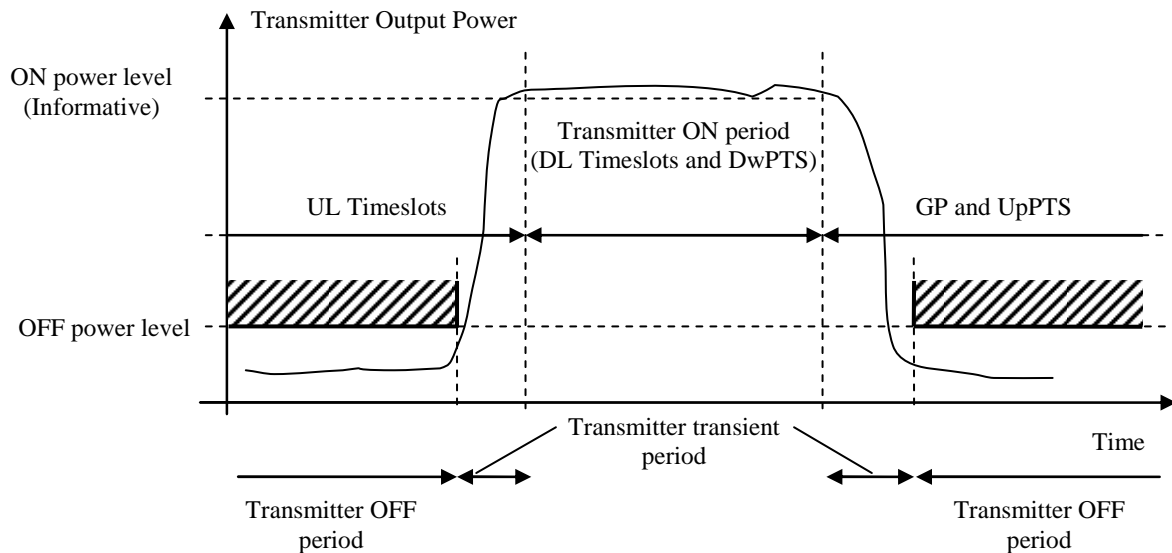 Transmitter Output Power
ON power level
(Informative)
Transmitter ON period
(DL Timeslots and DwPTS)
UL Timeslots
GP and UpPTS
OFF power level
Transmitter transient
period
Time
Transmitter OFF
period
Transmitter OFF
period